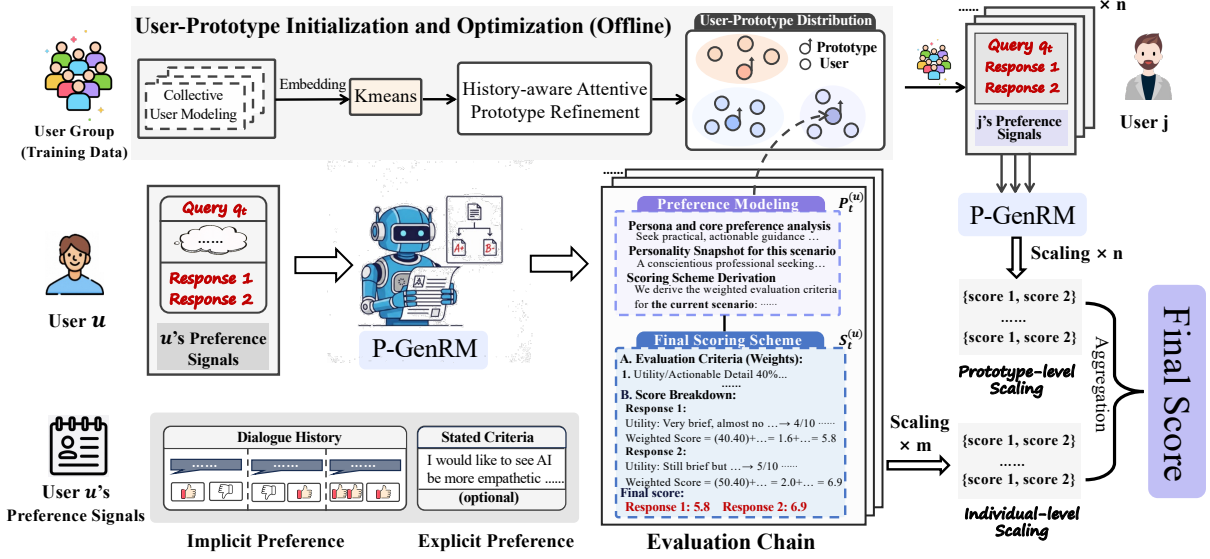 User-Prototype Initialization and Optimization (Offline)
User Group
(Training Data)
Collective
User Modeling
Embedding
Kmeans
History-aware Attentive
Prototype Refinement
User-Prototype Distribution
Prototype
User
...... × n
Query qt
Response 1
Response 2
j's Preference
Signals
User j
P-GenRM
Scaling × n
{score 1, score 2}
......
{score 1, score 2}
Prototype-level
Scaling
Aggregation
Final Score
User u
Query qt
......
Response 1
Response 2
u's Preference
Signals
A+ B-
A
P-GenRM
......
Preference Modeling Pt(u)
Persona and core preference analysis
Seek practical, actionable guidance ...
Personality Snapshot for this scenario
A conscientious professional seeking...
Scoring Scheme Derivation
We derive the weighted evaluation criteria
for the current scenario: ......
Final Scoring Scheme St(u)
A. Evaluation Criteria (Weights):
1. Utility/Actionable Detail 40%...
......
B. Score Breakdown:
Response 1:
Utility: Very brief, almost no ...→ 4/10 ......
Weighted Score = (40.40)+...= 1.6+...= 5.8
Response 2:
Utility: Still brief but ...→ 5/10 ......
Weighted Score = (50.40)+...= 2.0+...= 6.9
Final score:
Response 1: 5.8 Response 2: 6.9
Evaluation Chain
Scaling
× m
{score 1, score 2}
......
{score 1, score 2}
Individual-level
Scaling
User u's
Preference Signals
Dialogue History
...... ...... ......
Implicit Preference
Stated Criteria
I would like to see AI
be more empathetic ......
(optional)
Explicit Preference